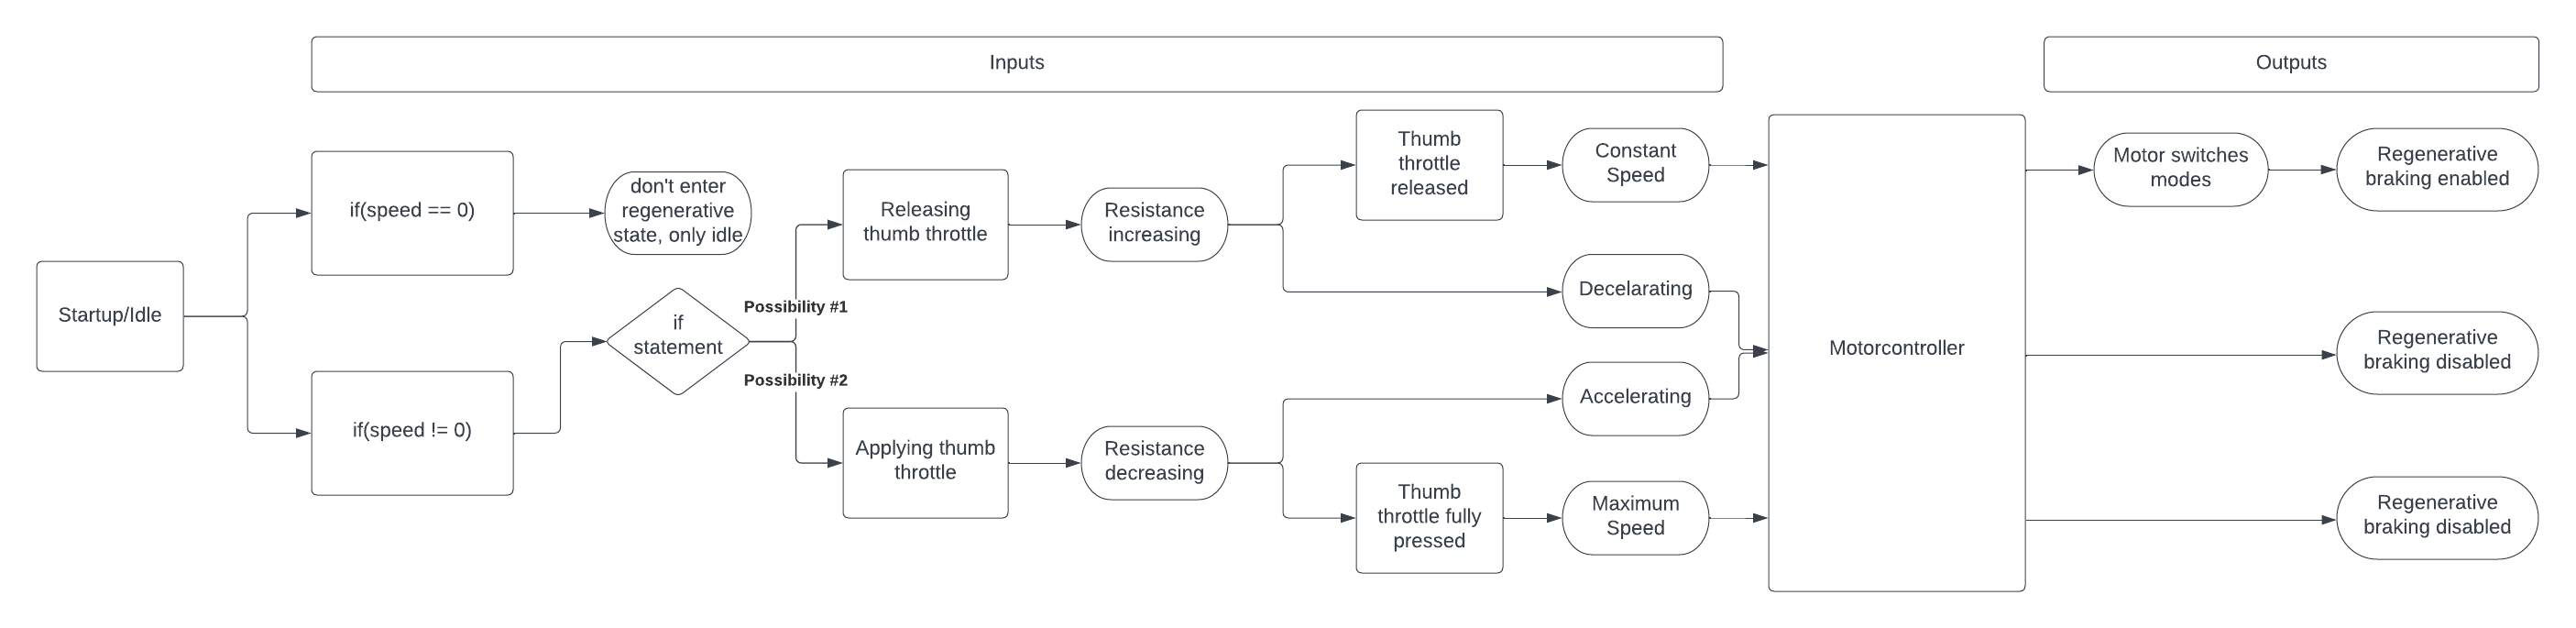 Inputs
Outputs
Startup/Idle
if(speed == 0)
don't enter
regenerative
state, only idle
if(speed != 0)
if
statement
Possibility #1
Possibility #2
Releasing
thumb throttle
Resistance
increasing
Thumb
throttle
released
Constant
Speed
Decelarating
Applying thumb
throttle
Resistance
decreasing
Accelerating
Thumb
throttle fully
pressed
Maximum
Speed
Motorcontroller
Motor switches
modes
Regenerative
braking enabled
Regenerative
braking disabled
Regenerative
braking disabled